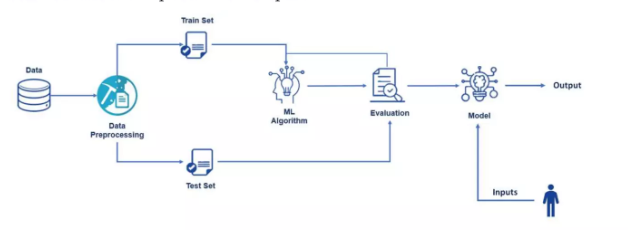 Train Set
Data
Data
Preprocessing
ML
Algorithm
Evaluation
Model
Output
Test Set
Inputs